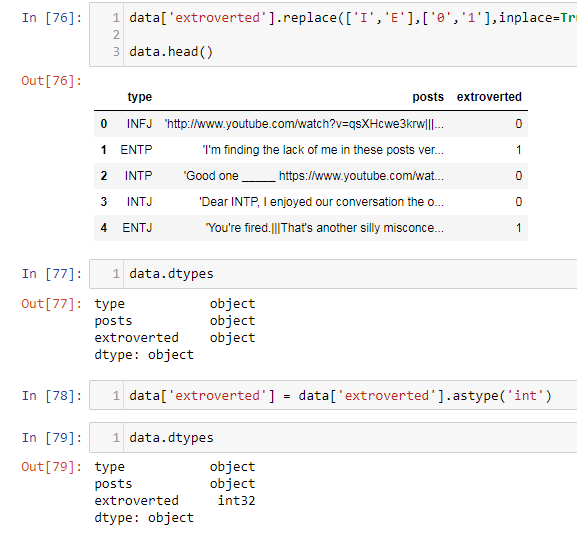 In [76]: 1 data['extroverted'].replace(['I','E'],['0','1'],inplace=Tru
2
3 data.head()
Out[76]:
type posts extroverted
0 INFJ 'http://www.youtube.com/watch?v=qsXHcwe3krw|||... 0
1 ENTP 'I'm finding the lack of me in these posts ver... 1
2 INTP 'Good one _____ https://www.youtube.com/wat... 0
3 INTJ 'Dear INTP, I enjoyed our conversation the o... 0
4 ENTJ 'You're fired.|||That's another silly misconce... 1
In [77]: 1 data.dtypes
Out[77]: type object
posts object
extroverted object
dtype: object
In [78]: 1 data['extroverted'] = data['extroverted'].astype('int')
In [79]: 1 data.dtypes
Out[79]: type object
posts object
extroverted int32
dtype: object